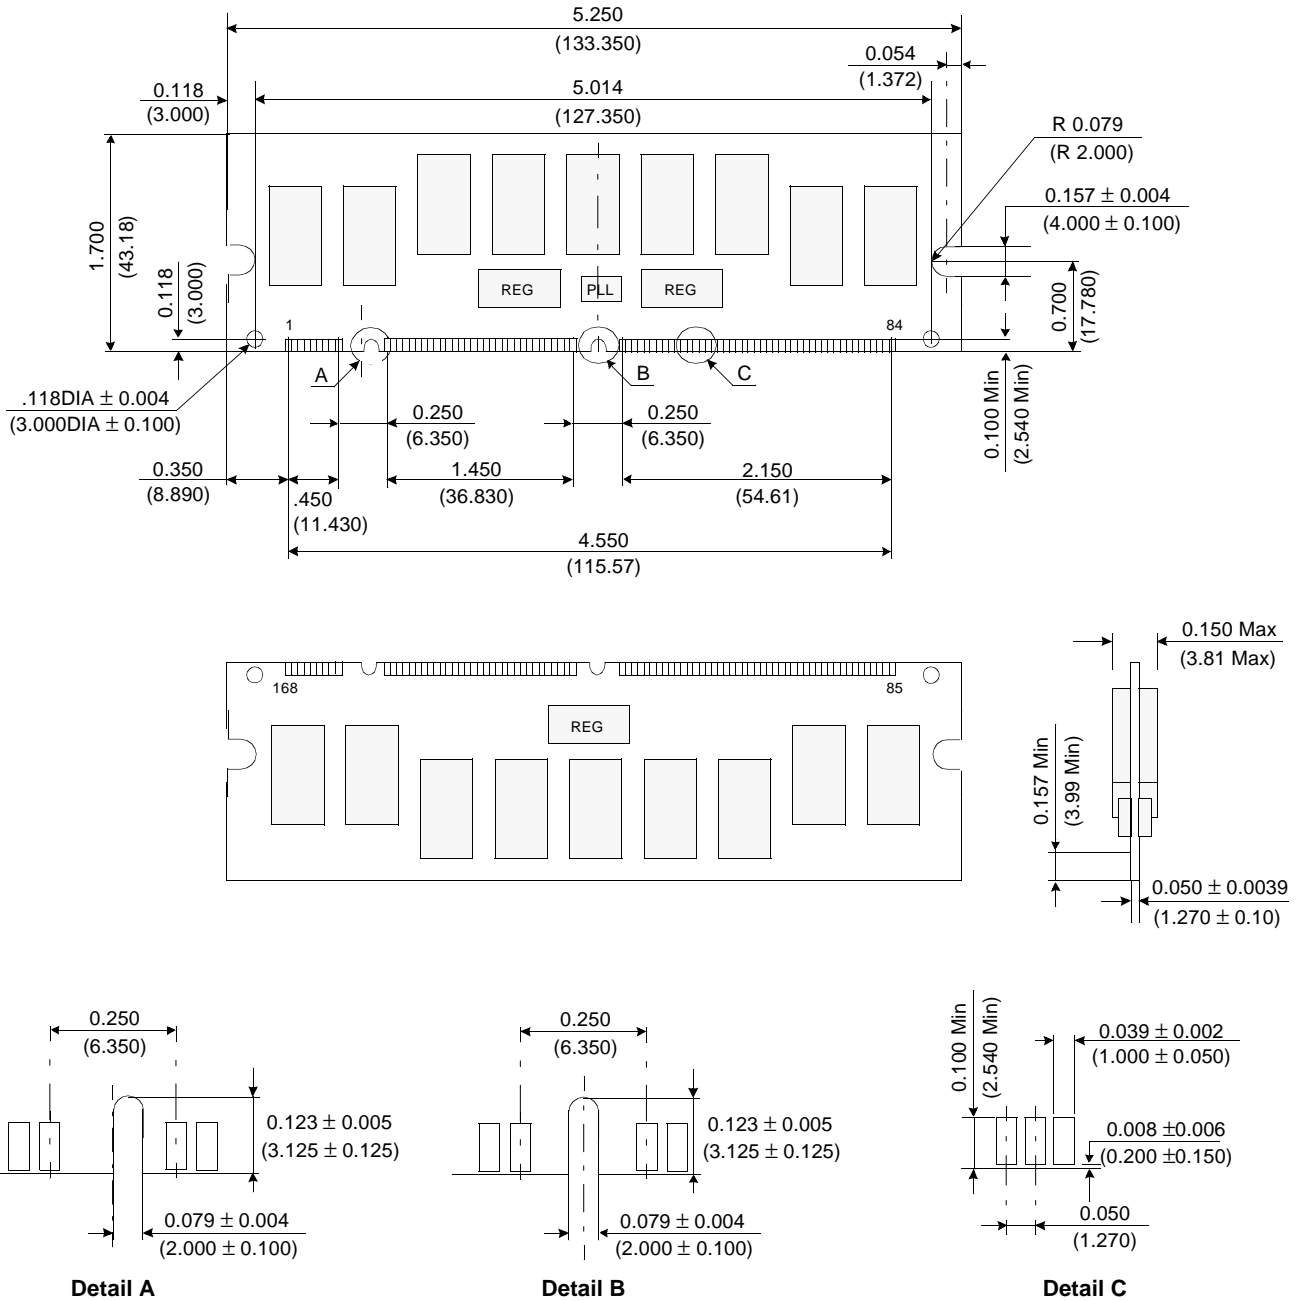 5.250
(133.350)
0.054
(1.372)
0.118
(3.000)
5.014
(127.350)
R 0.079
(R 2.000)
0.157 ± 0.004
(4.000 ± 0.100)
1.700
(43.18)
0.118
(3.000)
REG
PLL
REG
0.700
(17.780)
1
84
A
B
C
.118DIA ± 0.004
(3.000DIA ± 0.100)
0.250
(6.350)
0.250
(6.350)
0.100 Min
(2.540 Min)
0.350
(8.890)
.450
(11.430)
1.450
(36.830)
2.150
(54.61)
4.550
(115.57)
0.150 Max
(3.81 Max)
168
85
REG
0.157 Min
(3.99 Min)
0.050 ± 0.0039
(1.270 ± 0.10)
0.250
(6.350)
0.123 ± 0.005
(3.125 ± 0.125)
0.079 ± 0.004
(2.000 ± 0.100)
Detail A
0.250
(6.350)
0.123 ± 0.005
(3.125 ± 0.125)
0.079 ± 0.004
(2.000 ± 0.100)
Detail B
0.100 Min
(2.540 Min)
0.039 ± 0.002
(1.000 ± 0.050)
0.008 ±0.006
(0.200 ±0.150)
0.050
(1.270)
Detail C